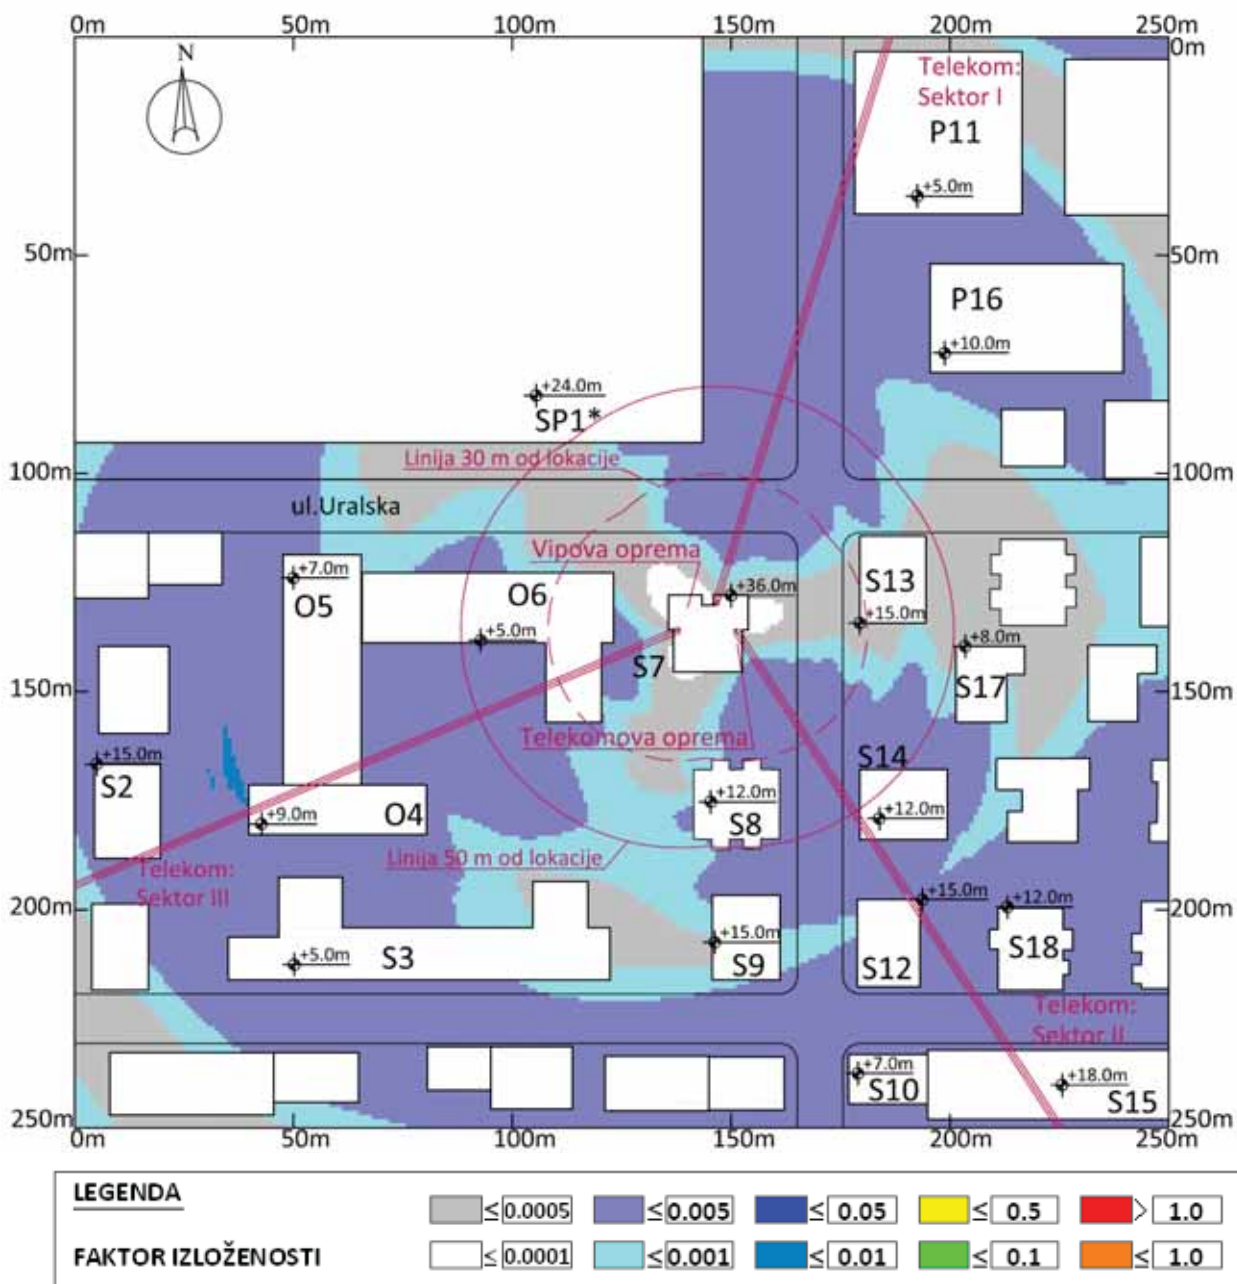 0m 50m 100m 150m 200m 250m
0m
N
Telekom:
Sektor I
P11
+5.0m
50m 50m
P16
+10.0m
+24.0m
SP1*
Linija 30 m od lokacije
100m 100m
ul.Uralska
Vipova oprema
+7.0m
O5
O6
+36.0m
S13
+15.0m
+5.0m
+8.0m
S7
S17
150m 150m
Telekomova oprema
S14
+15.0m
S2
+12.0m
S8
+12.0m
+9.0m
O4
Linija 50 m od lokacije
Telekom:
Sektor III
+15.0m
+12.0m
200m 200m
+15.0m
S9
+5.0m
S3
S12
S18
Telekom:
Sektor II
+7.0m
S10
+18.0m
S15
250m 250m
0m 50m 100m 150m 200m 250m
LEGENDA
≤ 0.0005 ≤ 0.005 ≤ 0.05 ≤ 0.5 > 1.0
FAKTOR IZLOŽENOSTI
≤ 0.0001 ≤ 0.001 ≤ 0.01 ≤ 0.1 ≤ 1.0